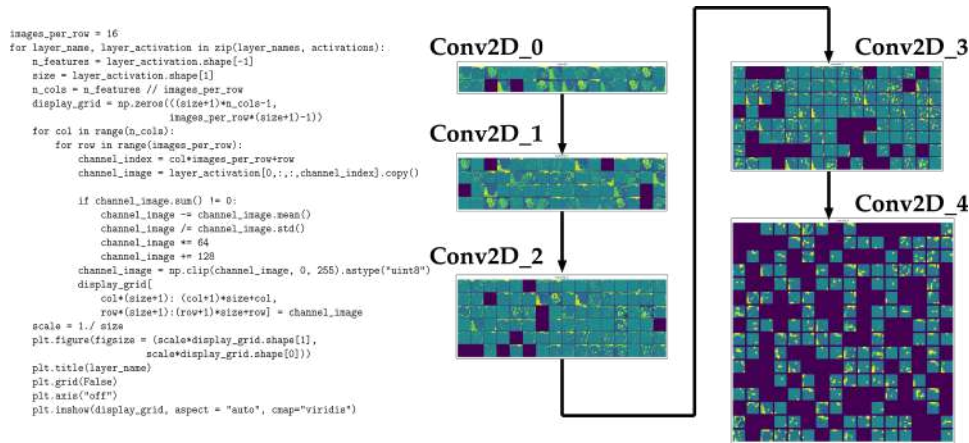 images_per_row = 16
for layer_name, layer_activation in zip(layer_names, activations):
    n_features = layer_activation.shape[-1]
    size = layer_activation.shape[1]
    n_cols = n_features // images_per_row
    display_grid = np.zeros(((size+1)*n_cols-1,
                             images_per_row*(size+1)-1))
    for col in range(n_cols):
        for row in range(images_per_row):
            channel_index = col*images_per_row+row
            channel_image = layer_activation[0,:,:,channel_index].copy()
            if channel_image.sum() != 0:
                channel_image -= channel_image.mean()
                channel_image /= channel_image.std()
                channel_image *= 64
                channel_image += 128
            channel_image = np.clip(channel_image, 0, 255).astype("uint8")
            display_grid[
                col*(size+1): (col+1)*size+col,
                row*(size+1):(row+1)*size+row] = channel_image
    scale = 1./ size
    plt.figure(figsize = (scale*display_grid.shape[1],
                          scale*display_grid.shape[0]))
    plt.title(layer_name)
    plt.grid(False)
    plt.axis("off")
    plt.imshow(display_grid, aspect = "auto", cmap="viridis")
Conv2D_0
Conv2D_1
Conv2D_2
Conv2D_3
Conv2D_4